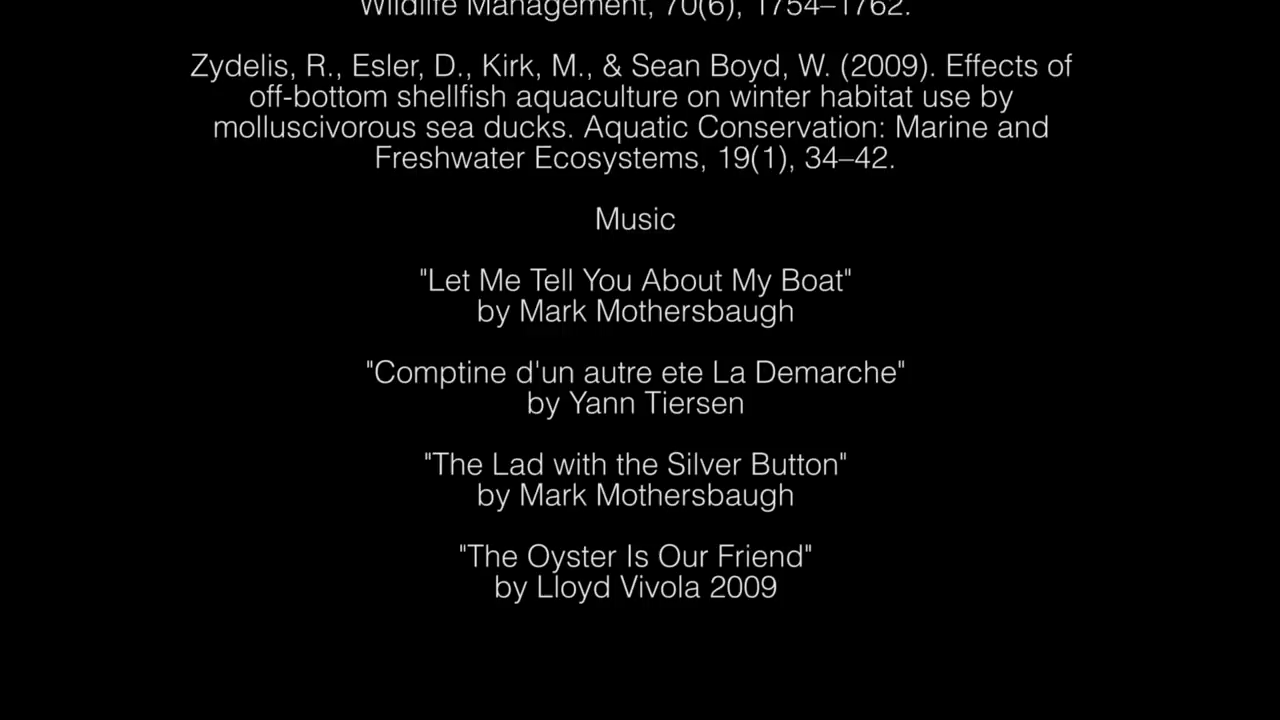 Wildlife Management, 70(6), 1754–1762.
Zydelis, R., Esler, D., Kirk, M., & Sean Boyd, W. (2009). Effects of
off-bottom shellfish aquaculture on winter habitat use by
molluscivorous sea ducks. Aquatic Conservation: Marine and
Freshwater Ecosystems, 19(1), 34–42.
Music
"Let Me Tell You About My Boat"
by Mark Mothersbaugh
"Comptine d'un autre ete La Demarche"
by Yann Tiersen
"The Lad with the Silver Button"
by Mark Mothersbaugh
"The Oyster Is Our Friend"
by Lloyd Vivola 2009